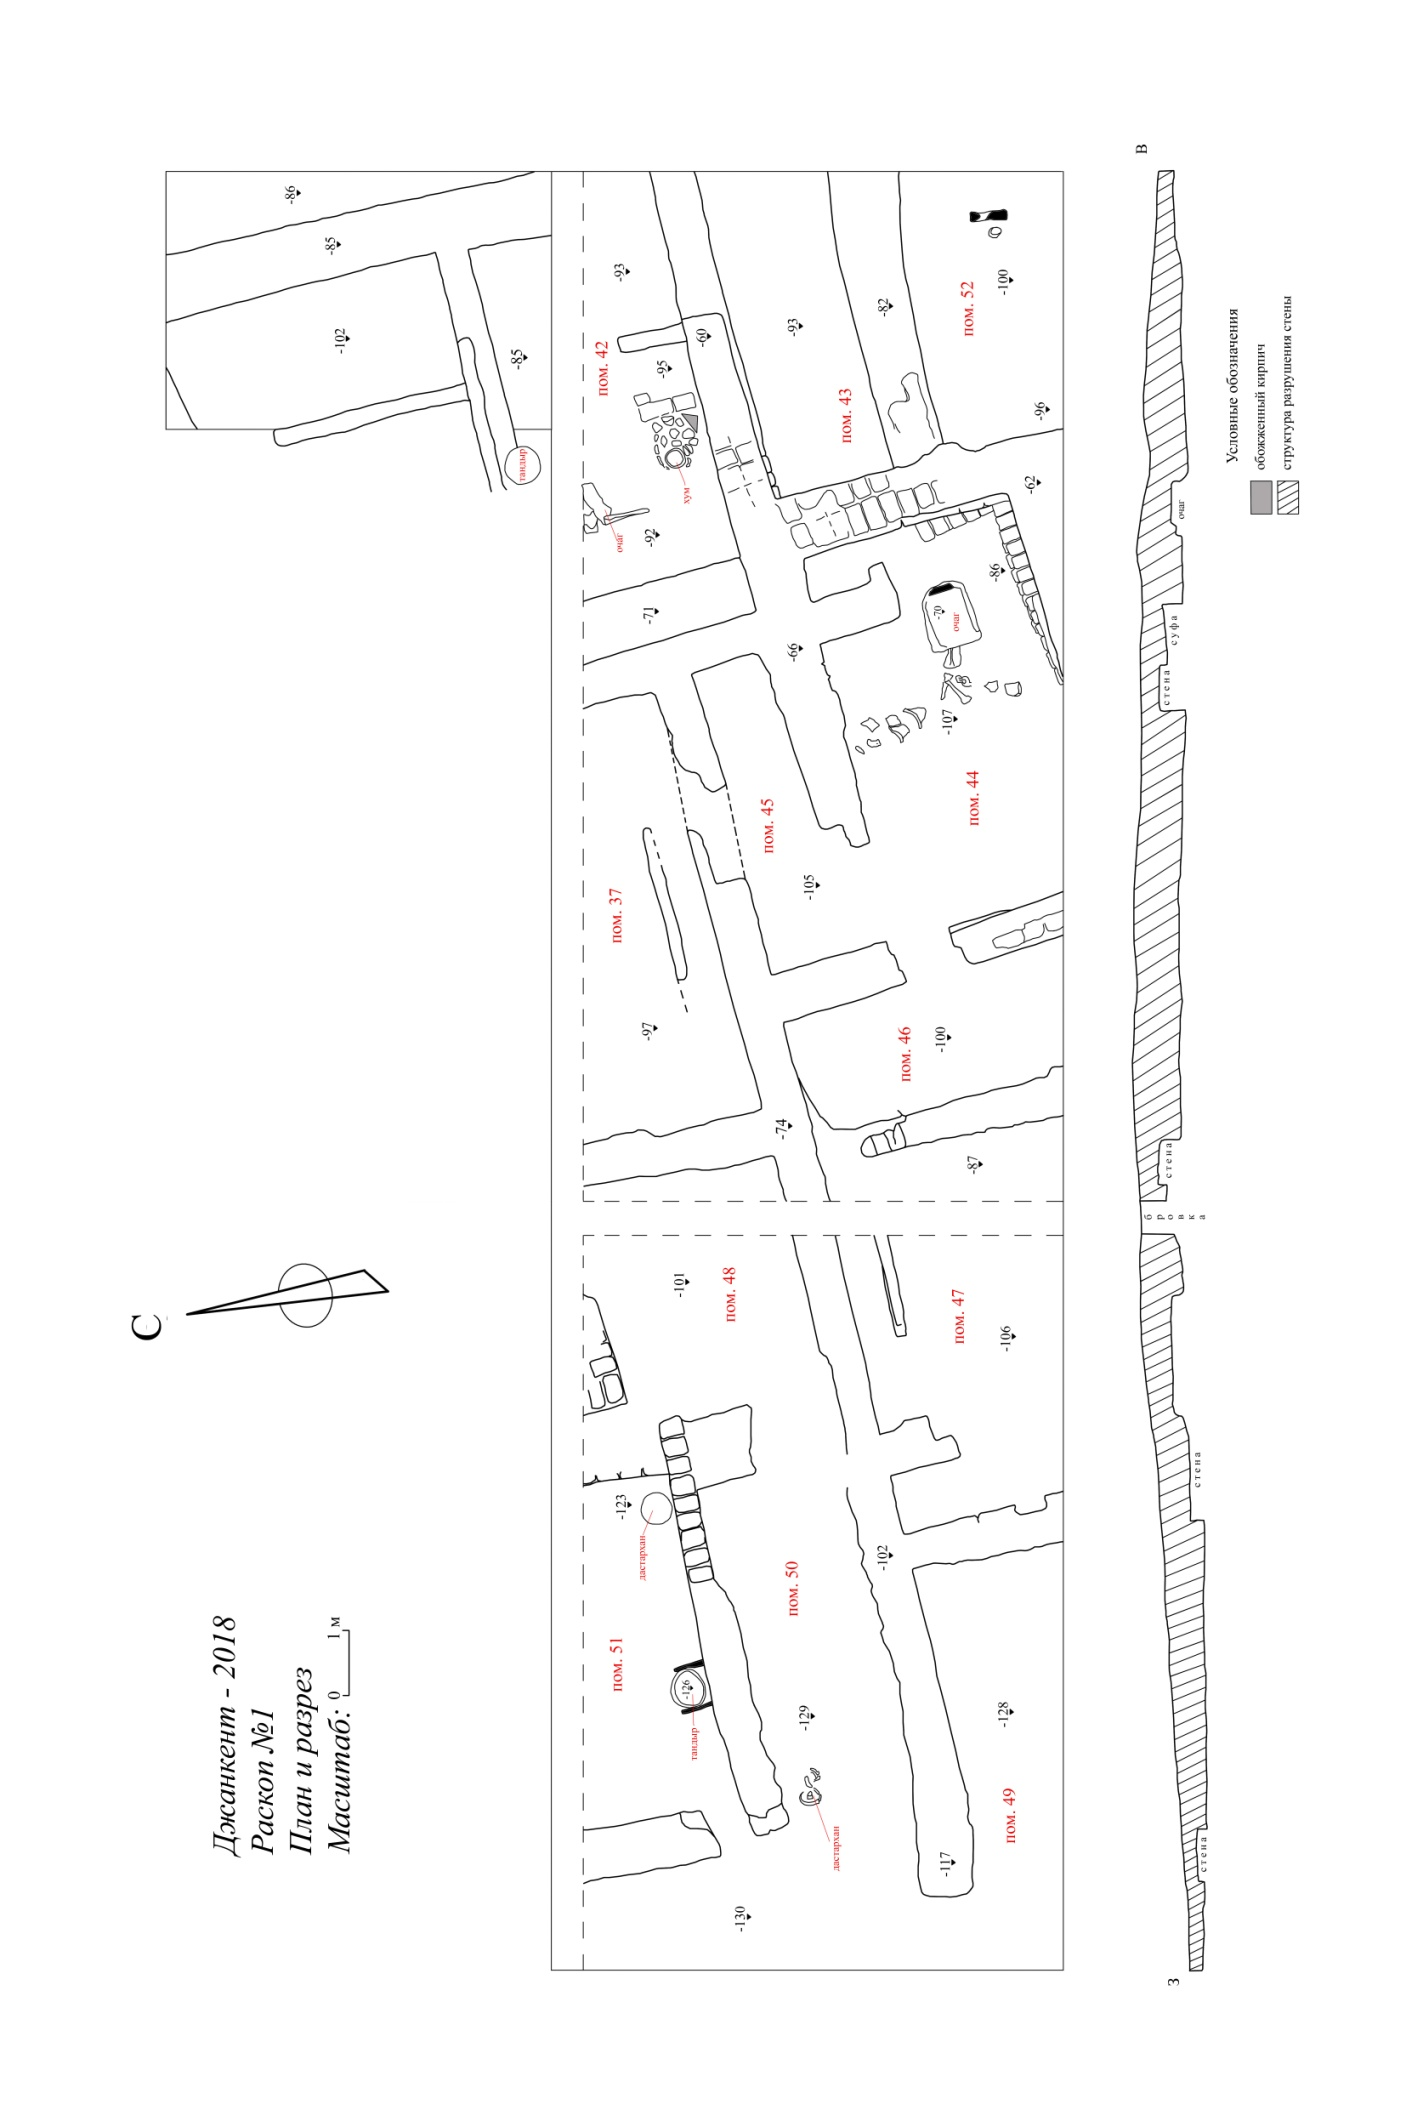 Джанкент - 2018
Раскоп №1
План и разрез
Масштаб: 0 1 м
С
-86
-85
-102
-85
тандыр
-93
пом. 42
-95
-60
хум
очаг
-92
-71
-93
-82
пом. 43
пом. 52
-100
-96
-62
-86
-70
очаг
-66
-107
пом. 44
пом. 45
-105
пом. 37
-97
пом. 46
-100
-74
-87
-101
пом. 48
пом. 47
-106
-123
дастархан
пом. 50
-102
пом. 51
-126
тандыр
-129
дастархан
-128
пом. 49
-117
-130
З
стена
стена
бровка
стена
стена
суфа
очаг
В
Условные обозначения
обожженный кирпич
структура разрушения стены